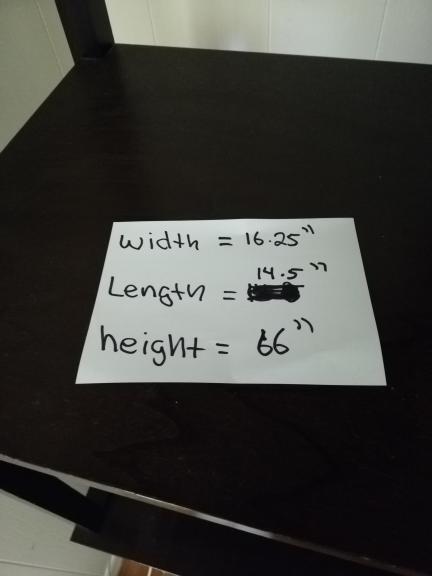 width = 16.25"
Length = 14.5"
height = 66"